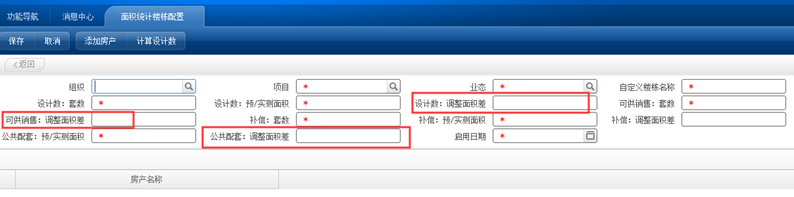 功能导航 消息中心 面积统计楼栋配置
保存 取消 添加房产 计算设计数
返回
组织 项目 * 业态 * 自定义楼栋名称 *
设计数：套数 * 设计数：预/实测面积 * 设计数：调整面积差 可供销售：套数 *
可供销售：调整面积差 补信：套数 * 补信：预/实测面积 * 补信：调整面积差
公共配套：预/实测面积 * 公共配套：调整面积差 启用日期 *
房产名称